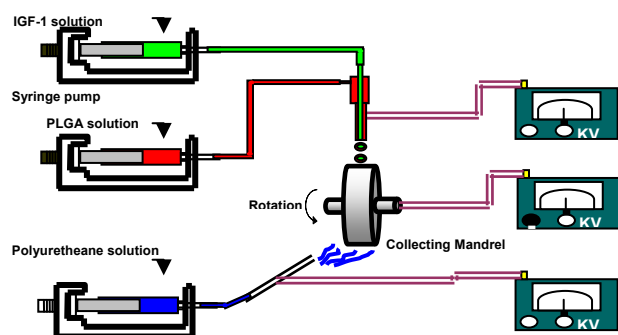 IGF-1 solution
Syringe pump
PLGA solution
KV
Rotation
KV
Collecting Mandrel
Polyuretheane solution
KV